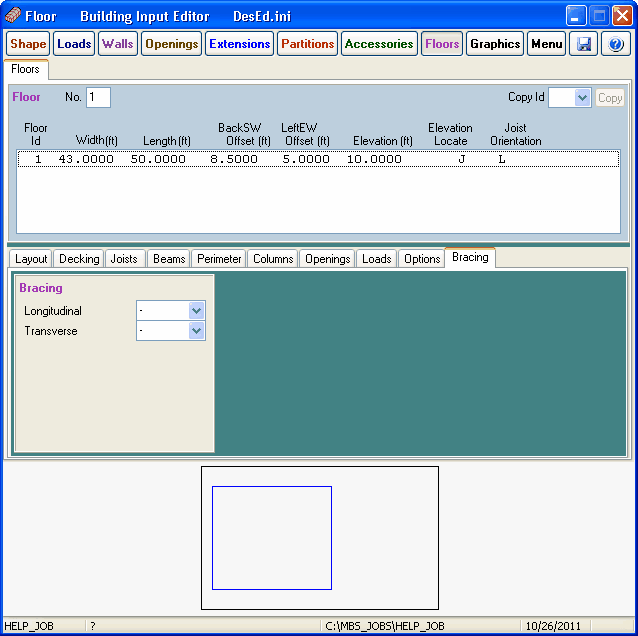 Floor Building Input Editor DesEd.ini
Shape Loads Walls Openings Extensions Partitions Accessories Floors Graphics Menu ?
Floors
Floor No. 1 Copy Id Copy
Floor Id Width(ft) Length(ft) BackSW Offset (ft) LeftEW Offset (ft) Elevation (ft) Elevation Locate Joist Orientation
1 43.0000 50.0000 8.5000 5.0000 10.0000 J L
Layout Decking Joists Beams Perimeter Columns Openings Loads Options Bracing
Bracing
Longitudinal -
Transverse -
HELP_JOB ? C:\MBS_JOBS\HELP_JOB 10/26/2011